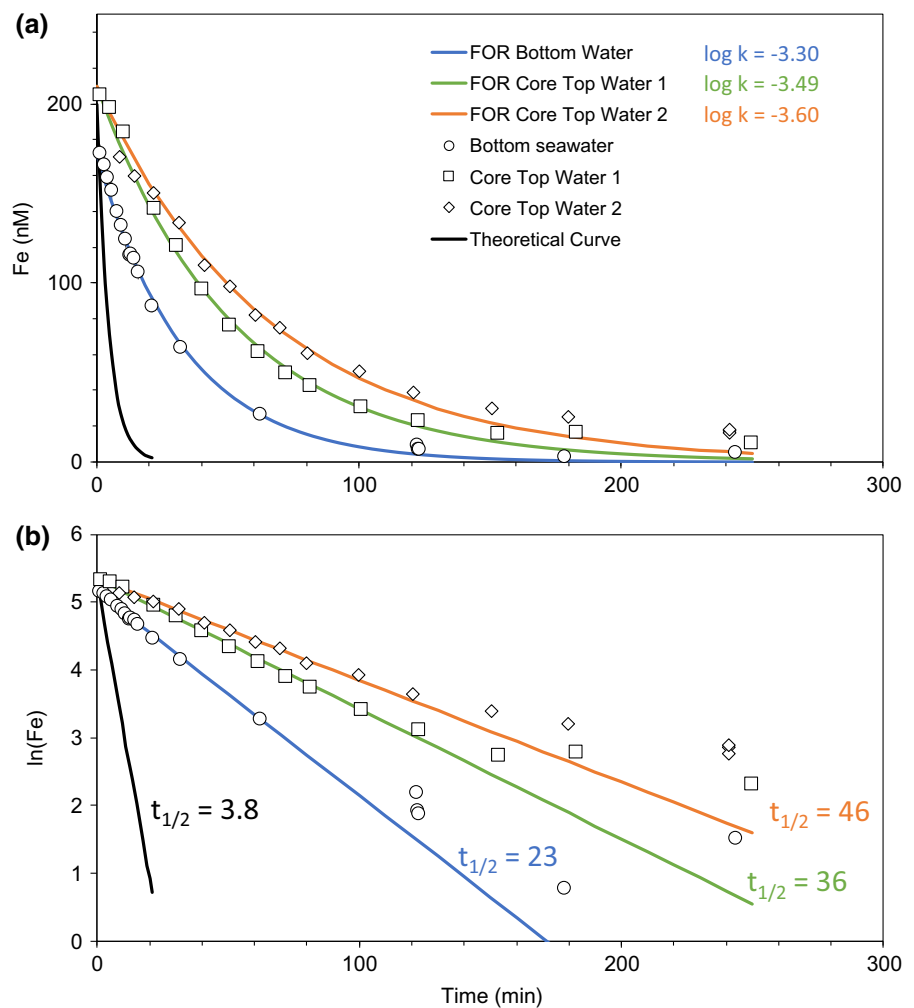 (a)
200
100
0
Fe (nM)
FOR Bottom Water log k = -3.30
FOR Core Top Water 1 log k = -3.49
FOR Core Top Water 2 log k = -3.60
Bottom seawater
Core Top Water 1
Core Top Water 2
Theoretical Curve
0 100 200 300
(b)
6
5
4
3
2
1
0
ln(Fe)
t1/2 = 3.8
t1/2 = 23
t1/2 = 46
t1/2 = 36
0 100 200 300
Time (min)